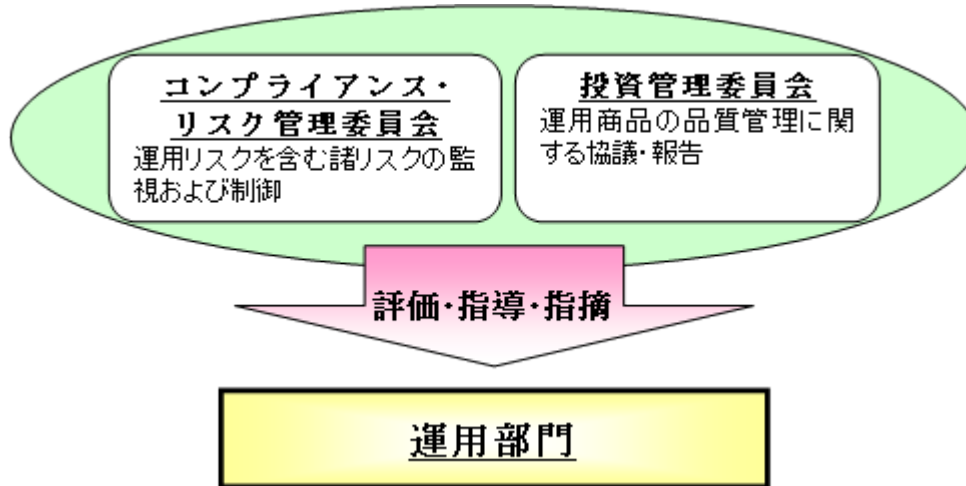 コンプライアンス・
リスク管理委員会
運用リスクを含む諸リスクの監
視および制御
投資管理委員会
運用商品の品質管理に関
する協議・報告
評価・指導・指摘
運用部門